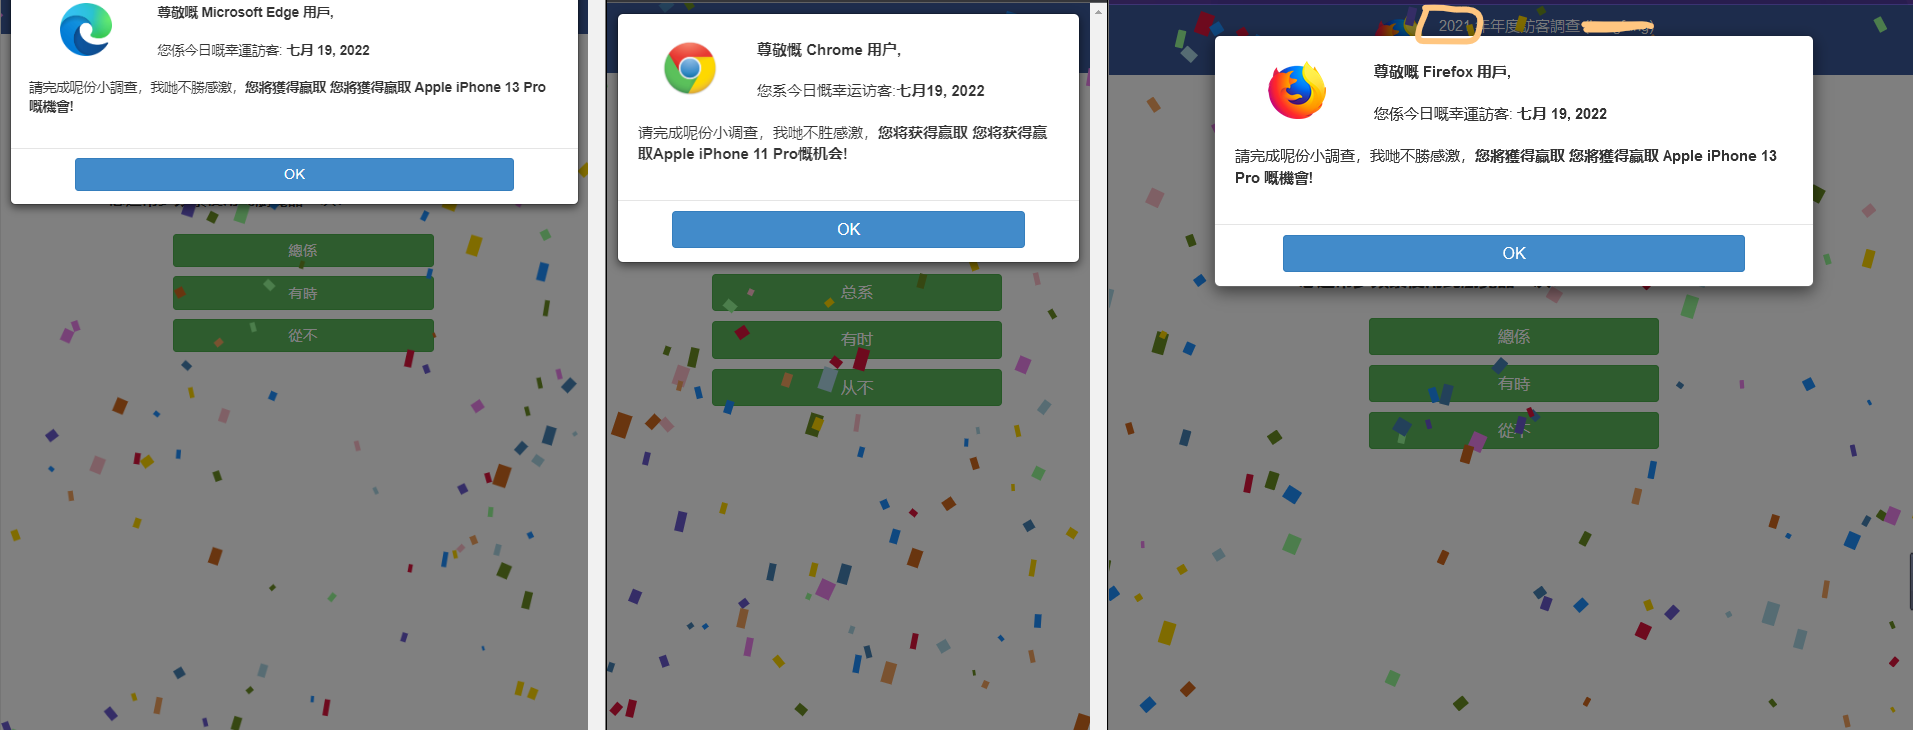 尊敬嘅 Microsoft Edge 用戶,
您係今日嘅幸運訪客: 七月 19, 2022
請完成呢份小調查，我哋不勝感激，您將獲得贏取 您將獲得贏取 Apple iPhone 13 Pro
嘅機會!
OK
總係
有時
從不
尊敬慨 Chrome 用户,
您系今日慨幸运访客:七月19, 2022
请完成呢份小调查，我哋不胜感激，您将获得赢取 您将获得赢
取Apple iPhone 11 Pro慨机会!
OK
总系
有时
从不
2021 年年度訪客調查
尊敬嘅 Firefox 用戶,
您係今日嘅幸運訪客: 七月 19, 2022
請完成呢份小調查，我哋不勝感激，您將獲得贏取 您將獲得贏取 Apple iPhone 13
Pro 嘅機會!
OK
總係
有時
從不